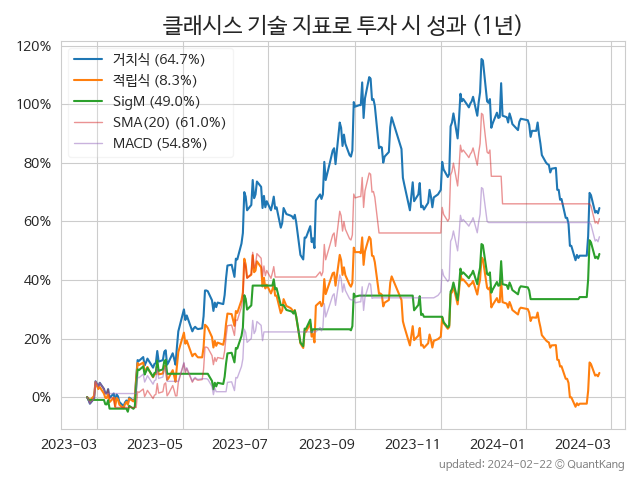 클래시스 기술 지표로 투자 시 성과 (1년)
120%
100%
80%
60%
40%
20%
0%
거치식 (64.7%)
적립식 (8.3%)
SigM (49.0%)
SMA(20) (61.0%)
MACD (54.8%)
2023-03 2023-05 2023-07 2023-09 2023-11 2024-01 2024-03
updated: 2024-02-22 ⓒ QuantKang